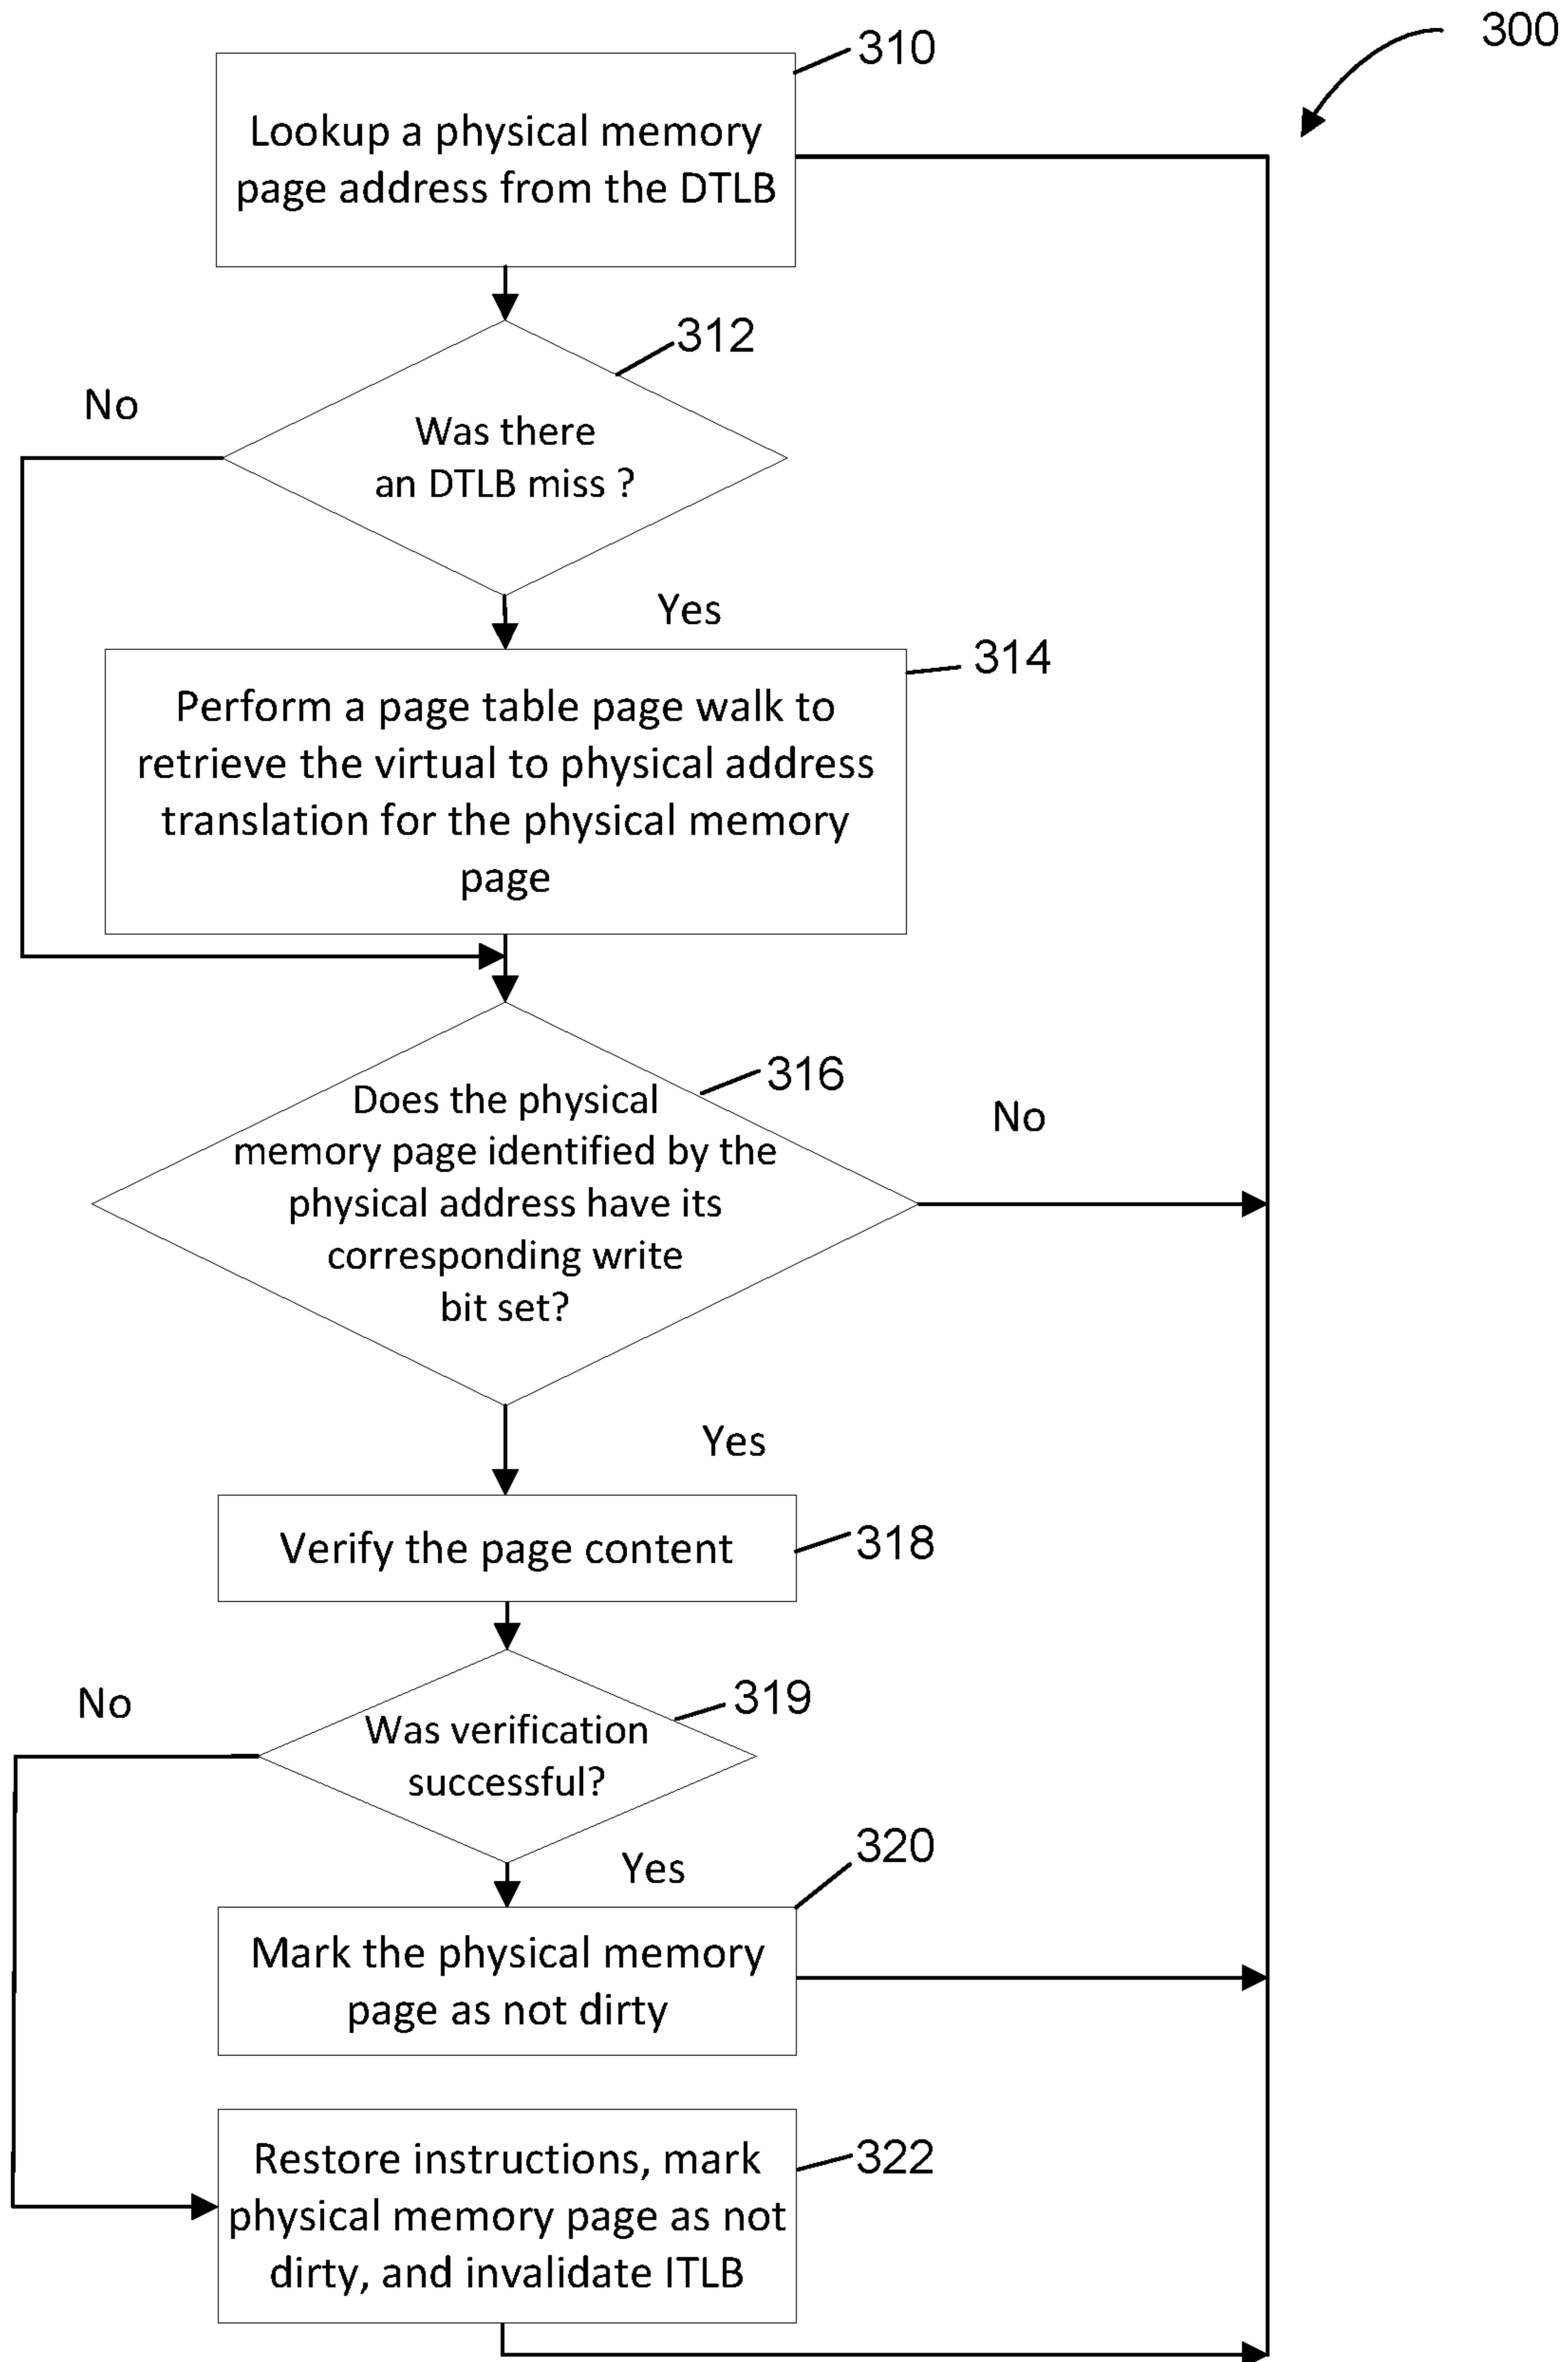 300
310
Lookup a physical memory
page address from the DTLB
312
No
Was there
an DTLB miss ?
Yes
314
Perform a page table page walk to
retrieve the virtual to physical address
translation for the physical memory
page
316
Does the physical
memory page identified by the
physical address have its
corresponding write
bit set?
No
Yes
Verify the page content
318
No
319
Was verification
successful?
Yes
320
Mark the physical memory
page as not dirty
Restore instructions, mark
physical memory page as not
dirty, and invalidate ITLB
322